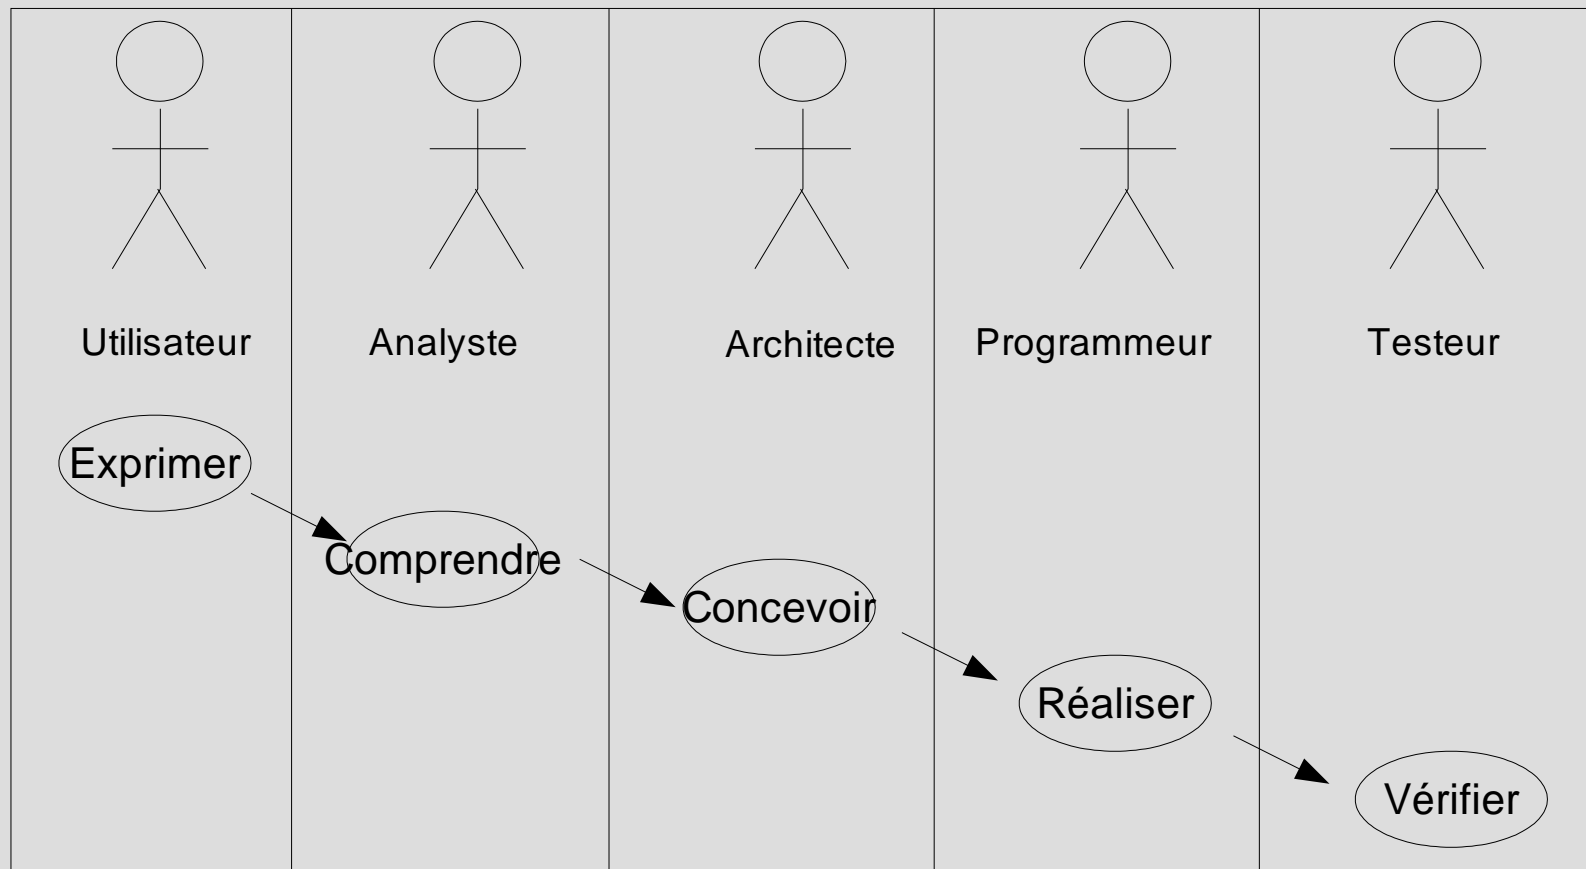 Utilisateur
Analyste
Architecte
Programmeur
Testeur
Exprimer
Comprendre
Concevoir
Réaliser
Vérifier